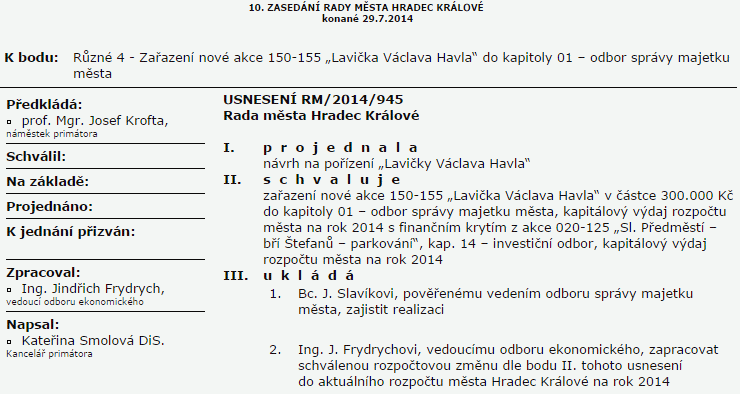 10. ZASEDÁNÍ RADY MĚSTA HRADEC KRÁLOVÉ
konané 29.7.2014
K bodu: Různé 4 - Zařazení nové akce 150-155 „Lavička Václava Havla“ do kapitoly 01 – odbor správy majetku
města
Předkládá:
prof. Mgr. Josef Krofta,
náměstek primátora
Schválil:
Na základě:
Projednáno:
K jednání přizván:
Zpracoval:
Ing. Jindřich Frydrych,
vedoucí odboru ekonomického
Napsal:
Kateřina Smolová DiS.
Kancelář primátora
USNESENÍ RM/2014/945
Rada města Hradec Králové
I. p r o j e d n a l a
návrh na pořízení „Lavičky Václava Havla“
II. s c h v a l u j e
zařazení nové akce 150-155 „Lavička Václava Havla“ v částce 300.000 Kč
do kapitoly 01 – odbor správy majetku města, kapitálový výdaj rozpočtu
města na rok 2014 s finančním krytím z akce 020-125 „Sl. Předměstí –
bří Štefanů – parkování“, kap. 14 – investiční odbor, kapitálový výdaj
rozpočtu města na rok 2014
III. u k l á d á
1. Bc. J. Slavíkovi, pověřenému vedením odboru správy majetku
města, zajistit realizaci
2. Ing. J. Frydrychovi, vedoucímu odboru ekonomického, zapracovat
schválenou rozpočtovou změnu dle bodu II. tohoto usnesení
do aktuálního rozpočtu města Hradec Králové na rok 2014